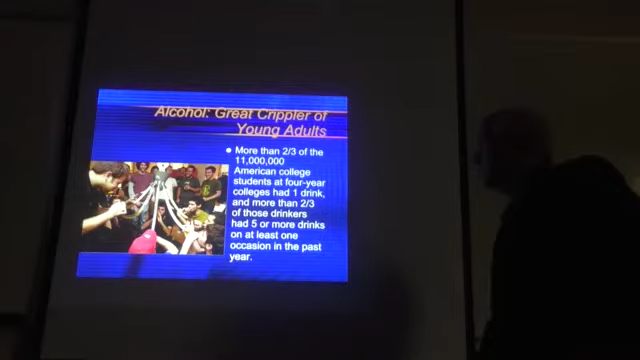 Alcohol: Great Crippler of
Young Adults
More than 2/3 of the
11,000,000
American college
students at four-year
colleges had 1 drink,
and more than 2/3
of those drinkers
had 5 or more drinks
on at least one
occasion in the past
year.